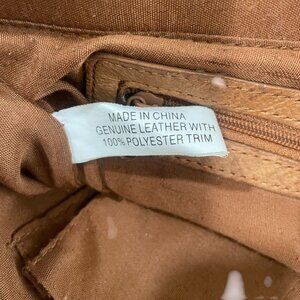 MADE IN CHINA
GENUINE LEATHER WITH
100% POLYESTER TRIM